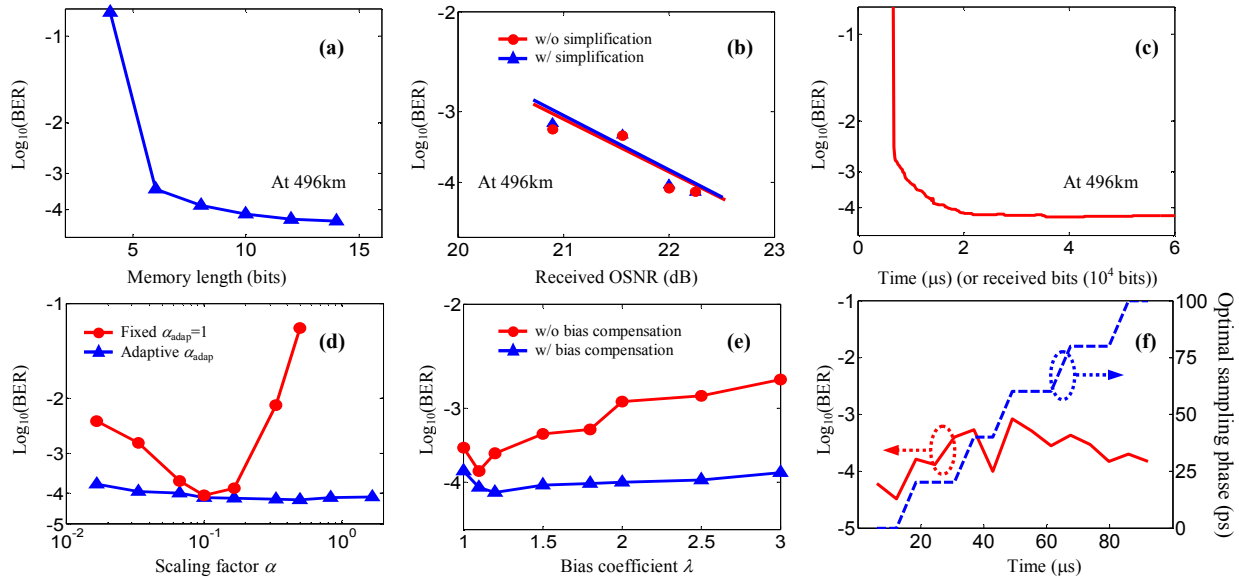 (a)
Log10(BER)
-1
-2
-3
-4
At 496km
5
10
15
Memory length (bits)
(b)
w/o simplification
w/ simplification
Log10(BER)
-2
-3
-4
At 496km
20
21
22
23
Received OSNR (dB)
(c)
Log10(BER)
-1
-2
-3
-4
At 496km
0
2
4
6
Time (μs) (or received bits (10^4 bits))
(d)
Fixed αadap=1
Adaptive αadap
Log10(BER)
-1
-2
-3
-4
-5
10^-2
10^-1
10^0
Scaling factor α
(e)
w/o bias compensation
w/ bias compensation
Log10(BER)
-2
-3
-4
1
1.5
2
2.5
3
Bias coefficient λ
(f)
Log10(BER)
-1
-2
-3
-4
-5
20
40
60
80
Time (μs)
100
75
50
25
0
Optimal sampling phase (ps)